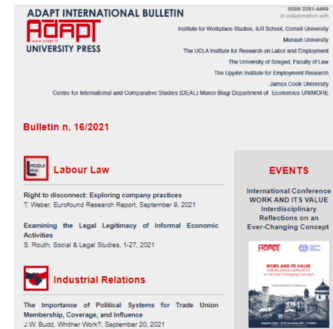 ADAPT INTERNATIONAL BULLETIN
ISSN 2281-4469
in collaboration with
ADAPT
www.adapt.it
UNIVERSITY PRESS
Institute for Workplace Studies, ILR School, Cornell University
Monash University
The UCLA Institute for Research on Labor and Employment
The University of Szeged, Faculty of Law
The Upjohn Institute for Employment Research
James Cook University
Centre for International and Comparative Studies (DEAL) Marco Biagi Department of Economics UNIMORE
Bulletin n. 16/2021
Labour Law
Right to disconnect: Exploring company practices
T. Weber, Eurofound Research Report, September 9, 2021
Examining the Legal Legitimacy of Informal Economic
Activities
S. Routh, Social & Legal Studies, 1-27, 2021
Industrial Relations
The Importance of Political Systems for Trade Union
Membership, Coverage, and Influence
J.W. Budd, Whither Work?, September 20, 2021
EVENTS
International Conference
WORK AND ITS VALUE
Interdisciplinary
Reflections on an
Ever-Changing Concept
ADAPT
WORK AND ITS VALUE